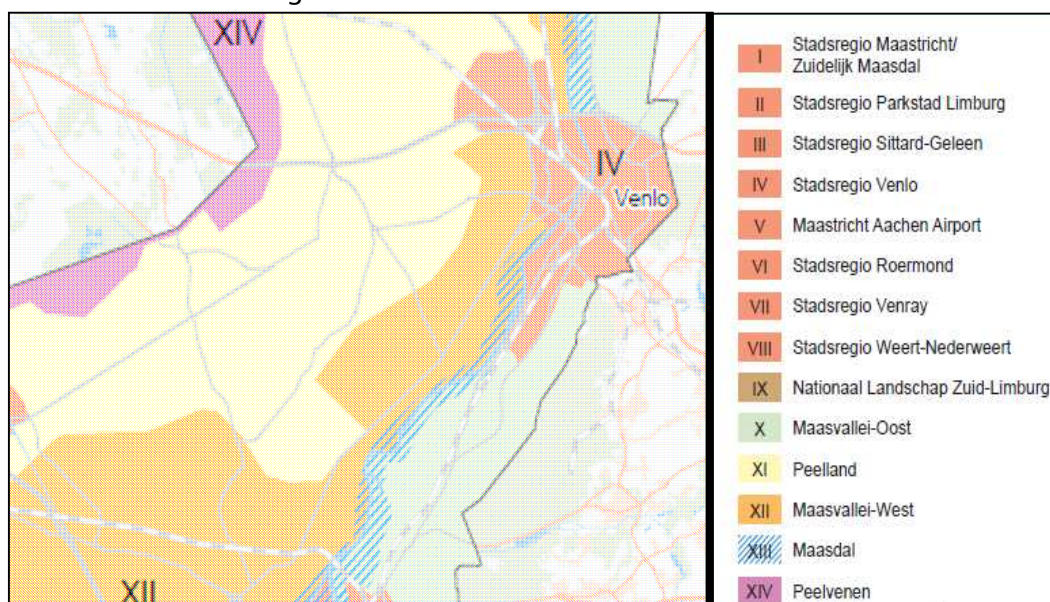 XIV
IV
Venlo
XII
I Stadsregio Maastricht/
Zuidelijk Maasdal
II Stadsregio Parkstad Limburg
III Stadsregio Sittard-Geleen
IV Stadsregio Venlo
V Maastricht Aachen Airport
VI Stadsregio Roermond
VII Stadsregio Venray
VIII Stadsregio Weert-Nederweert
IX Nationaal Landschap Zuid-Limburg
X Maasvallei-Oost
XI Peelland
XII Maasvallei-West
XIII Maasdal
XIV Peelvenen